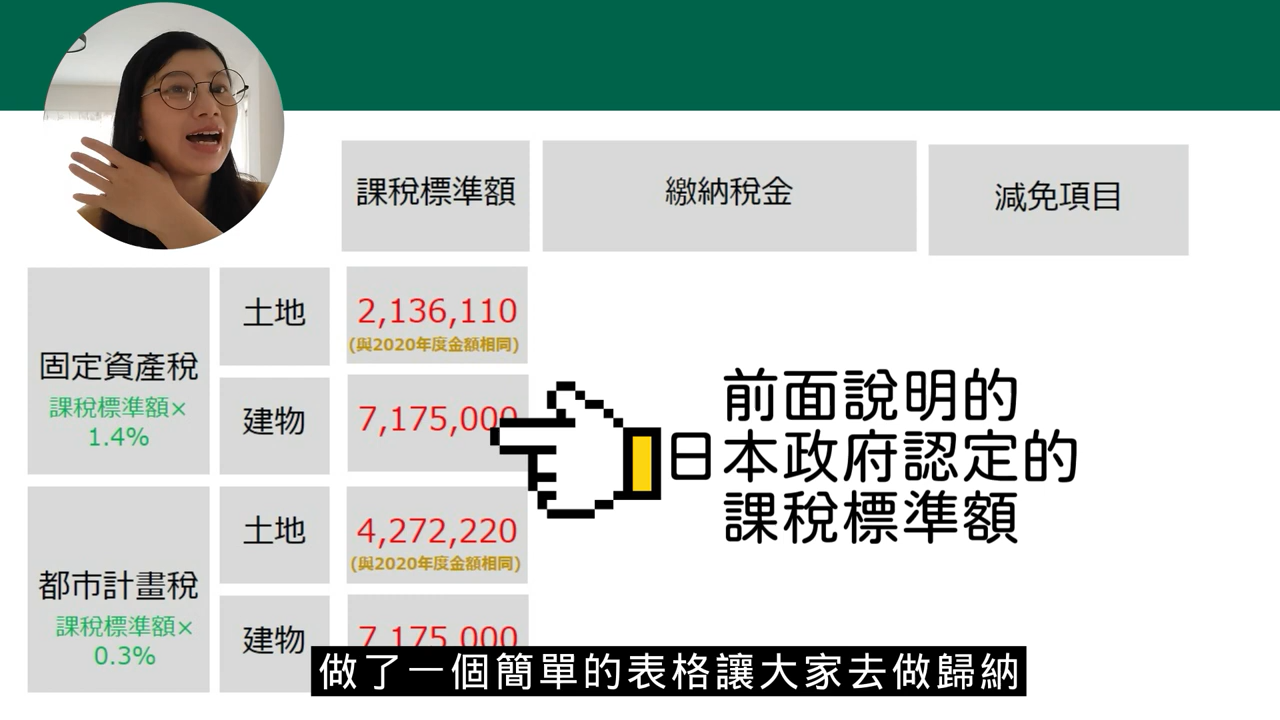 課稅標準額
繳納稅金
減免項目
固定資產稅
課稅標準額×
1.4%
土地
2,136,110
(與2020年度金額相同)
建物
7,175,000
前面說明的
日本政府認定的
課稅標準額
都市計畫稅
課稅標準額×
0.3%
土地
4,272,220
(與2020年度金額相同)
建物
7,175,000
做了一個簡單的表格讓大家去做歸納